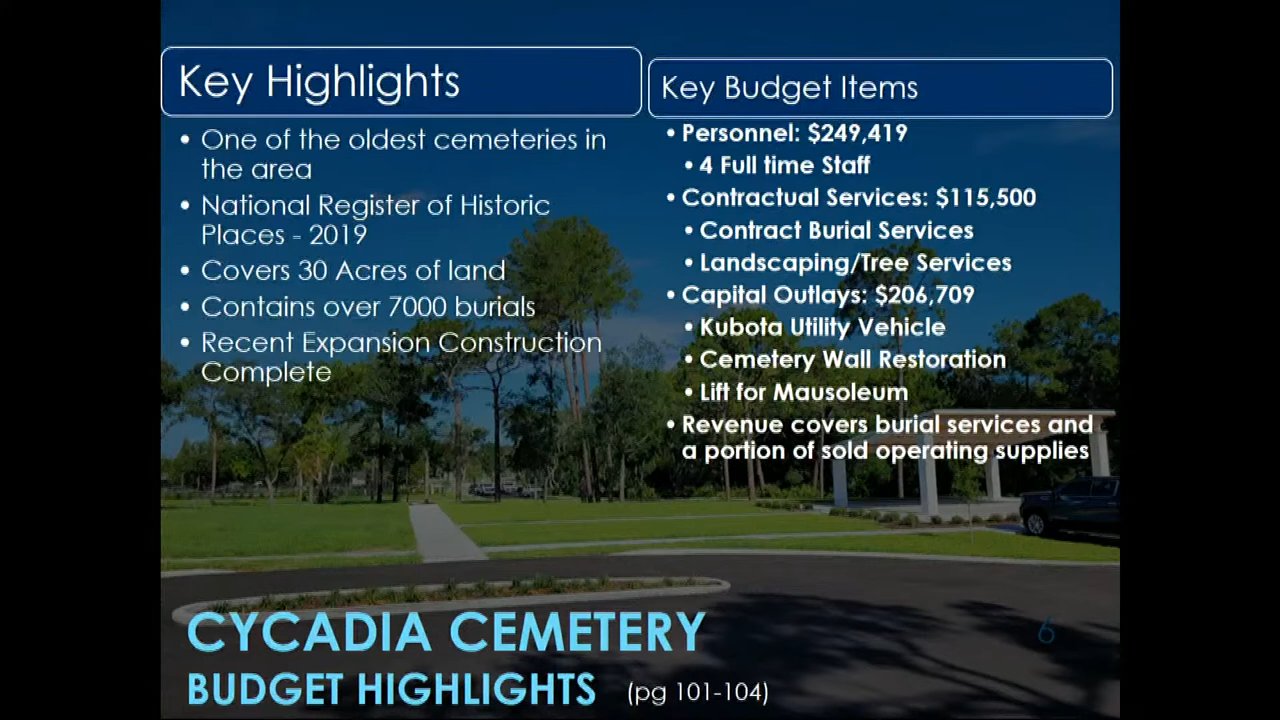 Key Highlights
• One of the oldest cemeteries in
the area
• National Register of Historic
Places - 2019
• Covers 30 Acres of land
• Contains over 7000 burials
• Recent Expansion Construction
Complete
Key Budget Items
• Personnel: $249,419
• 4 Full time Staff
• Contractual Services: $115,500
• Contract Burial Services
• Landscaping/Tree Services
• Capital Outlays: $206,709
• Kubota Utility Vehicle
• Cemetery Wall Restoration
• Lift for Mausoleum
• Revenue covers burial services and
a portion of sold operating supplies
CYCADIA CEMETERY
BUDGET HIGHLIGHTS (pg 101-104)
6